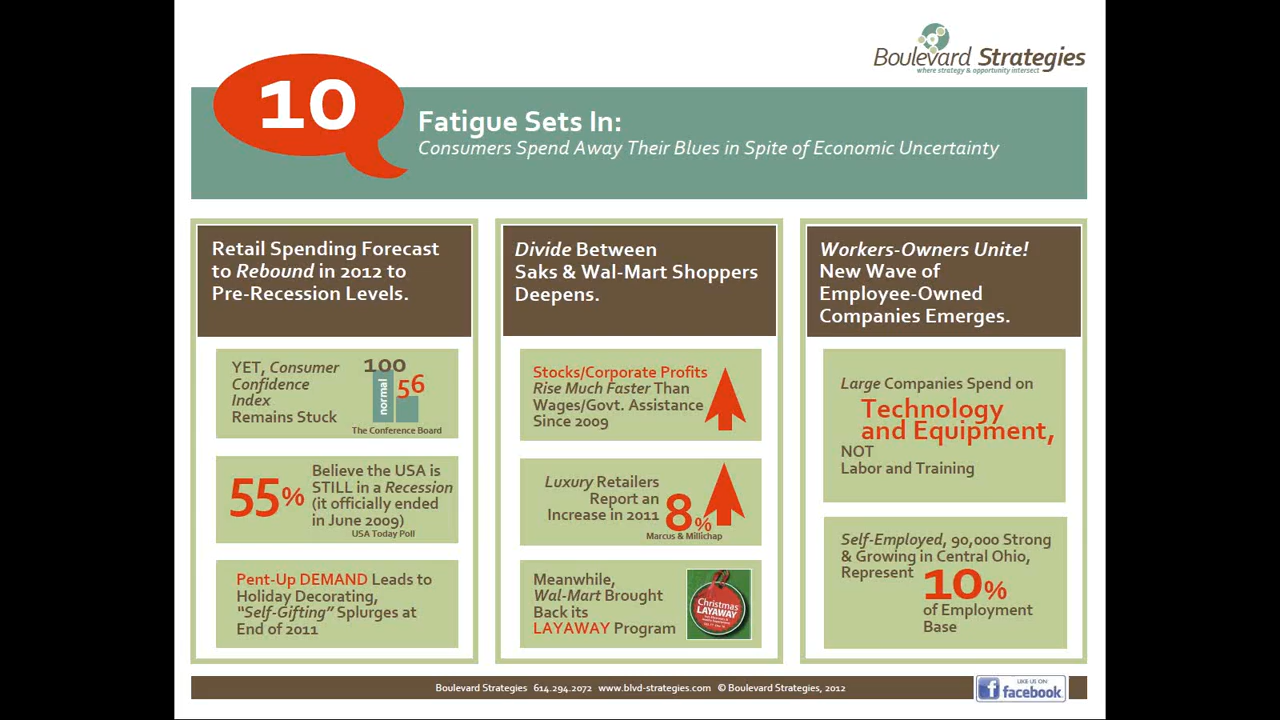 Boulevard Strategies
where strategy & opportunity intersect
10
Fatigue Sets In:
Consumers Spend Away Their Blues in Spite of Economic Uncertainty
Retail Spending Forecast
to Rebound in 2012 to
Pre-Recession Levels.
YET, Consumer
Confidence
Index
Remains Stuck
100
normal
56
The Conference Board
55%
Believe the USA is
STILL in a Recession
(it officially ended
in June 2009)
USA Today Poll
Pent-Up DEMAND Leads to
Holiday Decorating,
“Self-Gifting” Splurges at
End of 2011
Divide Between
Saks & Wal-Mart Shoppers
Deepens.
Stocks/Corporate Profits
Rise Much Faster Than
Wages/Govt. Assistance
Since 2009
Luxury Retailers
Report an
Increase in 2011
8%
Marcus & Millichap
Meanwhile,
Wal-Mart Brought
Back its
LAYAWAY Program
Christmas
LAYAWAY
Workers-Owners Unite!
New Wave of
Employee-Owned
Companies Emerges.
Large Companies Spend on
Technology
and Equipment,
NOT
Labor and Training
Self-Employed, 90,000 Strong
& Growing in Central Ohio,
Represent
10%
of Employment
Base
Boulevard Strategies 614.294.2072 www.blvd-strategies.com © Boulevard Strategies, 2012
LIKE US ON
facebook